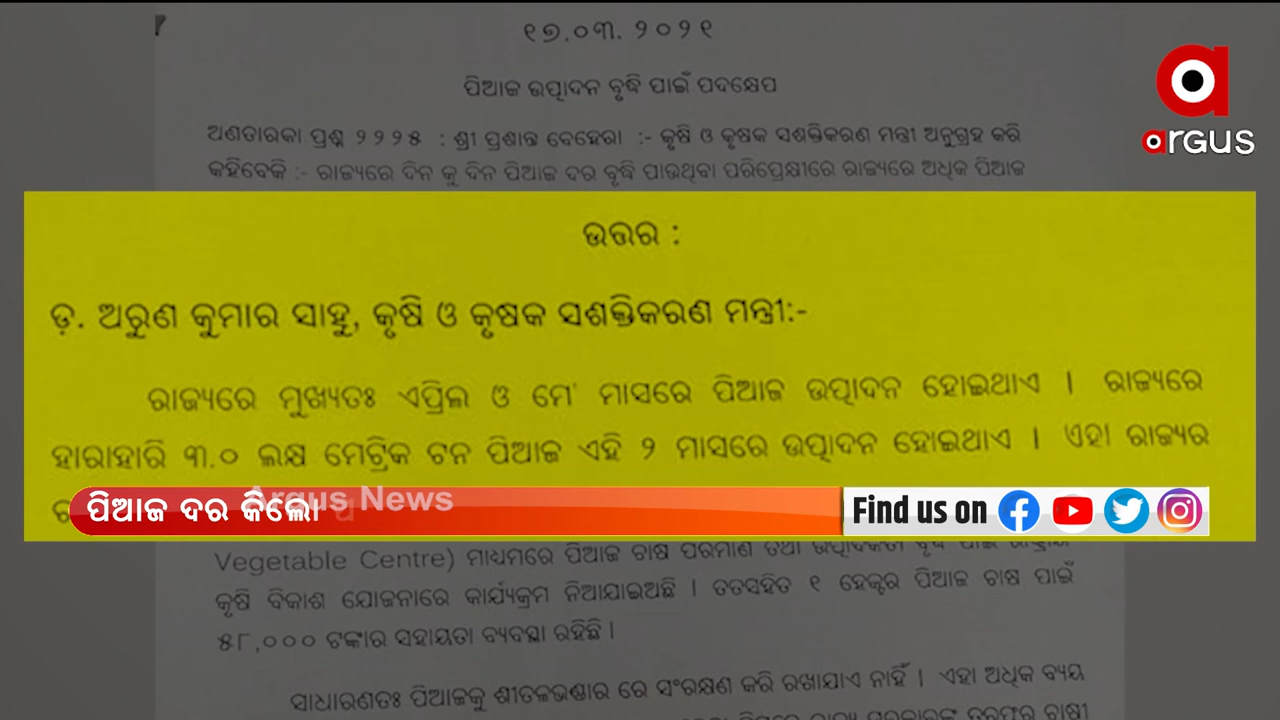 ୧୭.୦୩. ୨୦୨୧
ପିଆଜ ଉତ୍ପାଦନ ବୃଦ୍ଧି ପାଇଁ ପଦକ୍ଷେପ
ଅଣତାରକା ପ୍ରଶ୍ନ ୨୨୨୫ : ଶ୍ରୀ ପ୍ରଶାନ୍ତ ବେହେରା :- କୃଷି ଓ କୃଷକ ସଶକ୍ତିକରଣ ମନ୍ତ୍ରୀ ଅନୁଗ୍ରହ କରି
କହିବେକି :- ରାଜ୍ୟରେ ଦିନ କୁ ଦିନ ପିଆଜ ଦର ବୃଦ୍ଧି ପାଉଥିବା ପରିପ୍ରେକ୍ଷୀରେ ରାଜ୍ୟରେ ଅଧିକ ପିଆଜ
argus
ଉତ୍ତର :
ଡ଼. ଅରୁଣ କୁମାର ସାହୁ, କୃଷି ଓ କୃଷକ ସଶକ୍ତିକରଣ ମନ୍ତ୍ରୀ:-
ରାଜ୍ୟରେ ମୁଖ୍ୟତଃ ଏପ୍ରିଲ ଓ ମେ' ମାସରେ ପିଆଜ ଉତ୍ପାଦନ ହୋଇଥାଏ । ରାଜ୍ୟରେ
ହାରାହାରି ୩.୦ ଲକ୍ଷ ମେଟ୍ରିକ ଟନ ପିଆଜ ଏହି ୨ ମାସରେ ଉତ୍ପାଦନ ହୋଇଥାଏ । ଏହା ରାଜ୍ୟର
Argus News
ପିଆଜ ଦର କିଲୋ
Find us on
Vegetable Centre) ମାଧ୍ୟମରେ ପିଆଜ ଚାଷ ପରିମାଣ ତଥା ଉତ୍ପାଦକତା ବୃଦ୍ଧି ପାଇଁ ରାଷ୍ଟ୍ରୀୟ
କୃଷି ବିକାଶ ଯୋଜନାରେ କାର୍ଯ୍ୟକ୍ରମ ନିଆଯାଇଅଛି । ତତସହିତ ୧ ହେକ୍ଟର ପିଆଜ ଚାଷ ପାଇଁ
୫୮,୦୦୦ ଟଙ୍କାର ସହାୟତା ବ୍ୟବସ୍ଥା ରହିଛି ।
ସାଧାରଣତଃ ପିଆଜକୁ ଶୀତଳଭଣ୍ଡାର ରେ ସଂରକ୍ଷଣ କରି ରଖାଯାଏ ନାହିଁ । ଏହା ଅଧିକ ବ୍ୟୟ